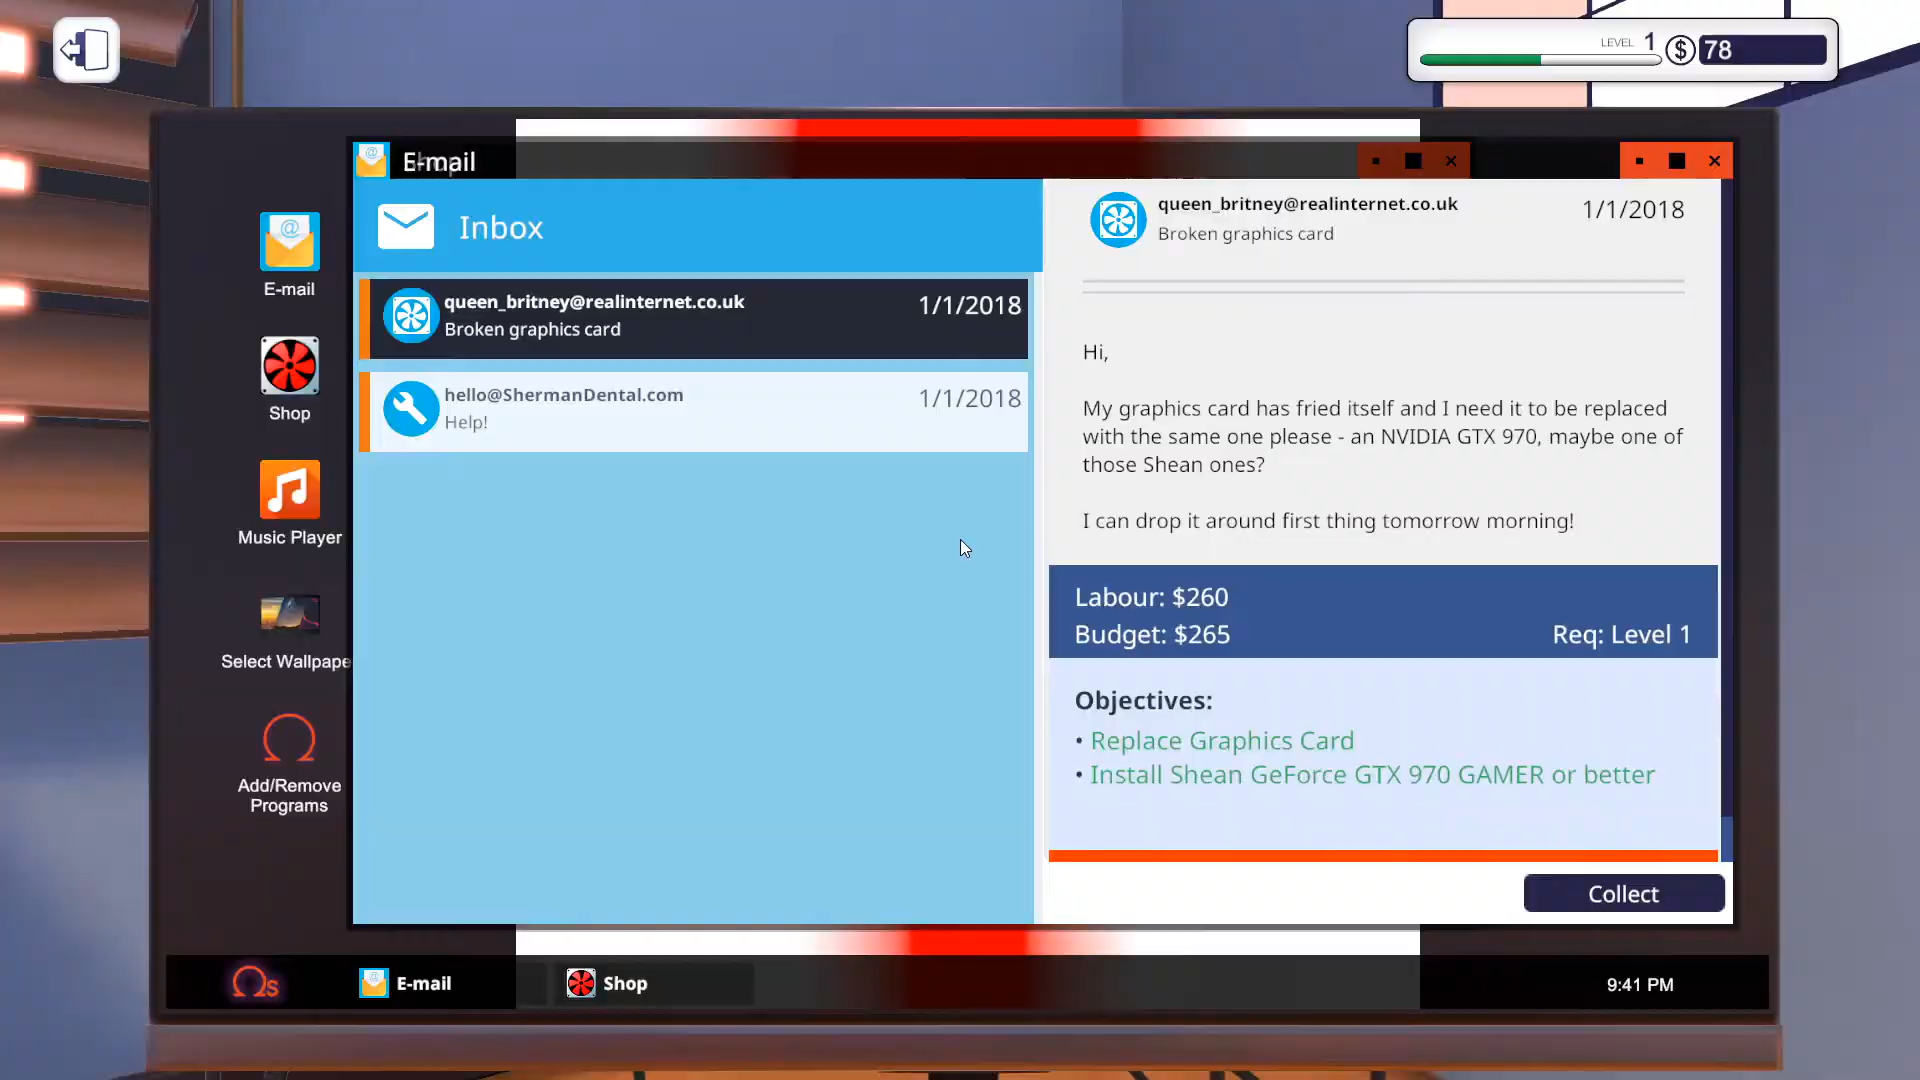 LEVEL 1
$ 78
E-mail
Inbox
queen_britney@realinternet.co.uk
1/1/2018
Broken graphics card
hello@ShermanDental.com
1/1/2018
Help!
queen_britney@realinternet.co.uk
1/1/2018
Broken graphics card
Hi,
My graphics card has fried itself and I need it to be replaced
with the same one please - an NVIDIA GTX 970, maybe one of
those Shean ones?
I can drop it around first thing tomorrow morning!
Labour: $260
Budget: $265
Req: Level 1
Objectives:
• Replace Graphics Card
• Install Shean GeForce GTX 970 GAMER or better
Collect
E-mail
Shop
Music Player
Select Wallpape
Add/Remove
Programs
Ωs
E-mail
Shop
9:41 PM